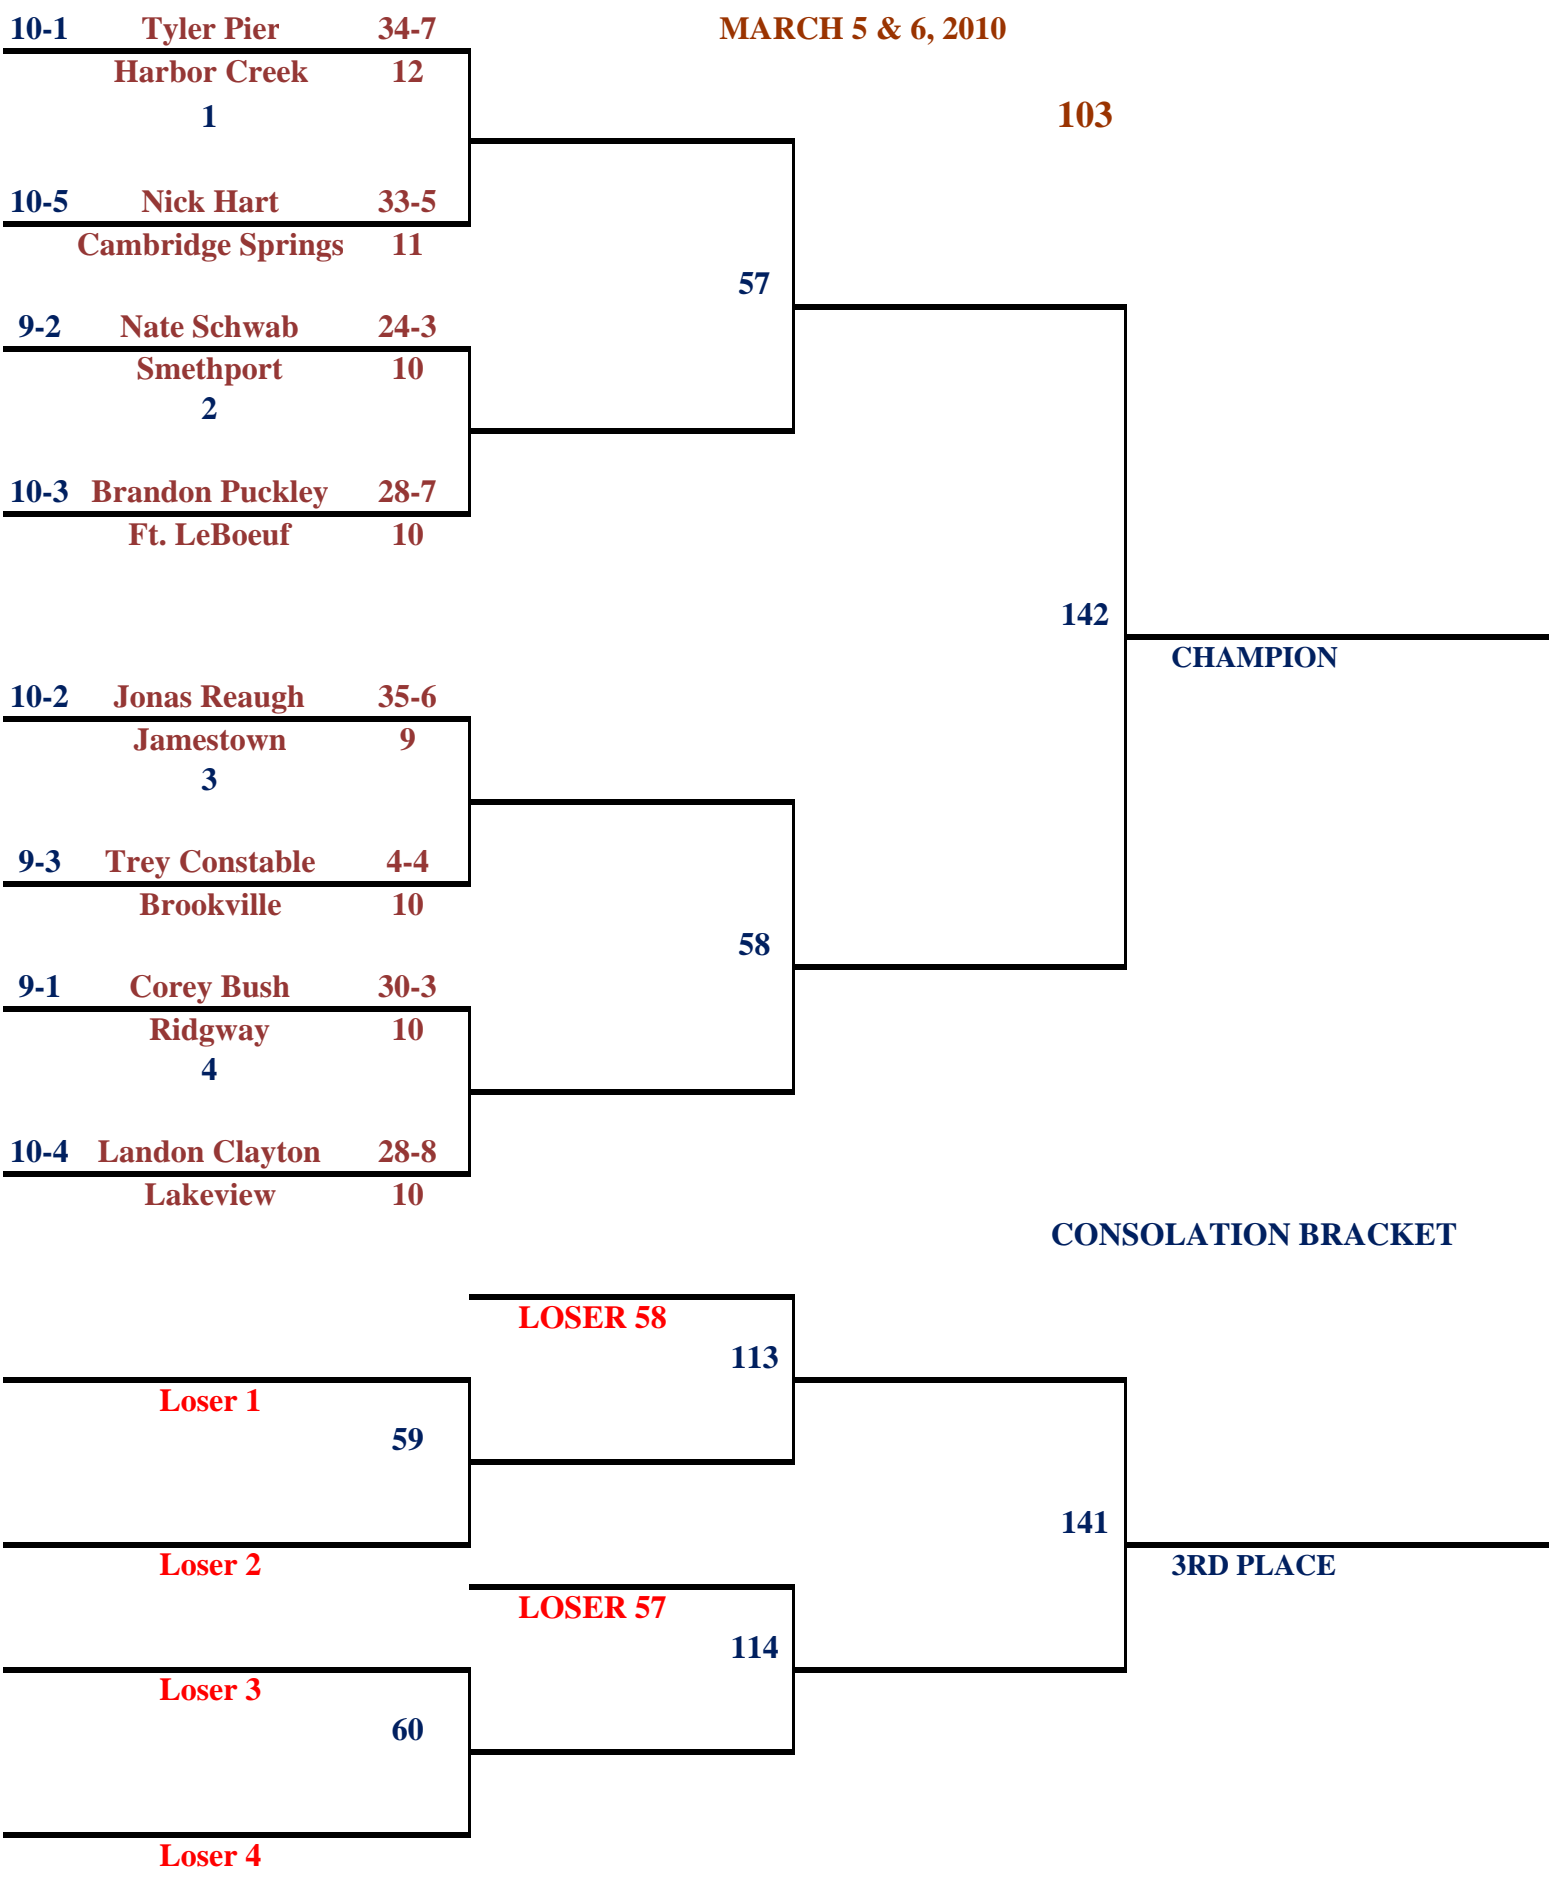 10-1 Tyler Pier 34-7 MARCH 5 & 6, 2010
Harbor Creek 12
1 103
10-5 Nick Hart 33-5
Cambridge Springs 11
57
9-2 Nate Schwab 24-3
Smethport 10
2
10-3 Brandon Puckley 28-7
Ft. LeBoeuf 10
142
CHAMPION
10-2 Jonas Reaugh 35-6
Jamestown 9
3
9-3 Trey Constable 4-4
Brookville 10
58
9-1 Corey Bush 30-3
Ridgway 10
4
10-4 Landon Clayton 28-8
Lakeview 10
CONSOLATION BRACKET
LOSER 58
113
Loser 1
59
141
Loser 2 3RD PLACE
LOSER 57
114
Loser 3
60
Loser 4